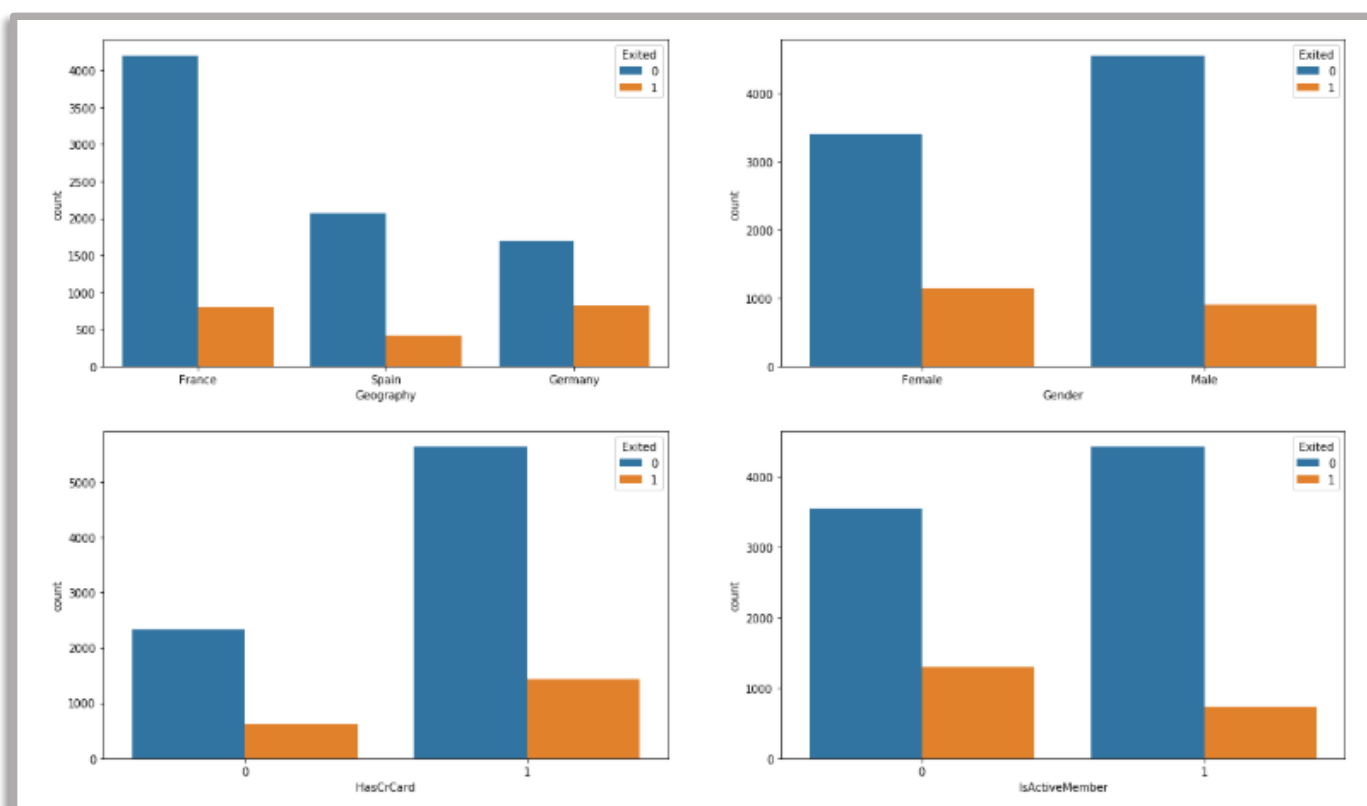 Exited
0
1
4000
3500
3000
2500
2000
1500
1000
500
0
count
France
Spain
Germany
Geography
Exited
0
1
4000
3000
2000
1000
0
count
Female
Male
Gender
Exited
0
1
5000
4000
3000
2000
1000
0
count
0
1
HasCrCard
Exited
0
1
4000
3000
2000
1000
0
count
0
1
IsActiveMember